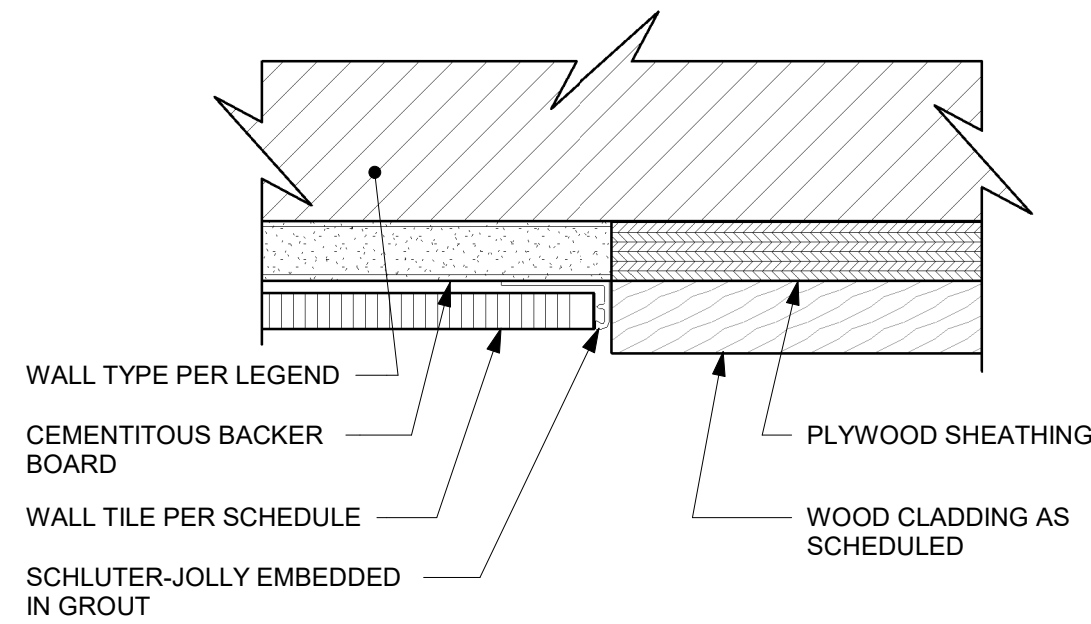 WALL TYPE PER LEGEND
CEMENTITOUS BACKER
BOARD
WALL TILE PER SCHEDULE
SCHLUTER-JOLLY EMBEDDED
IN GROUT
PLYWOOD SHEATHING
WOOD CLADDING AS
SCHEDULED